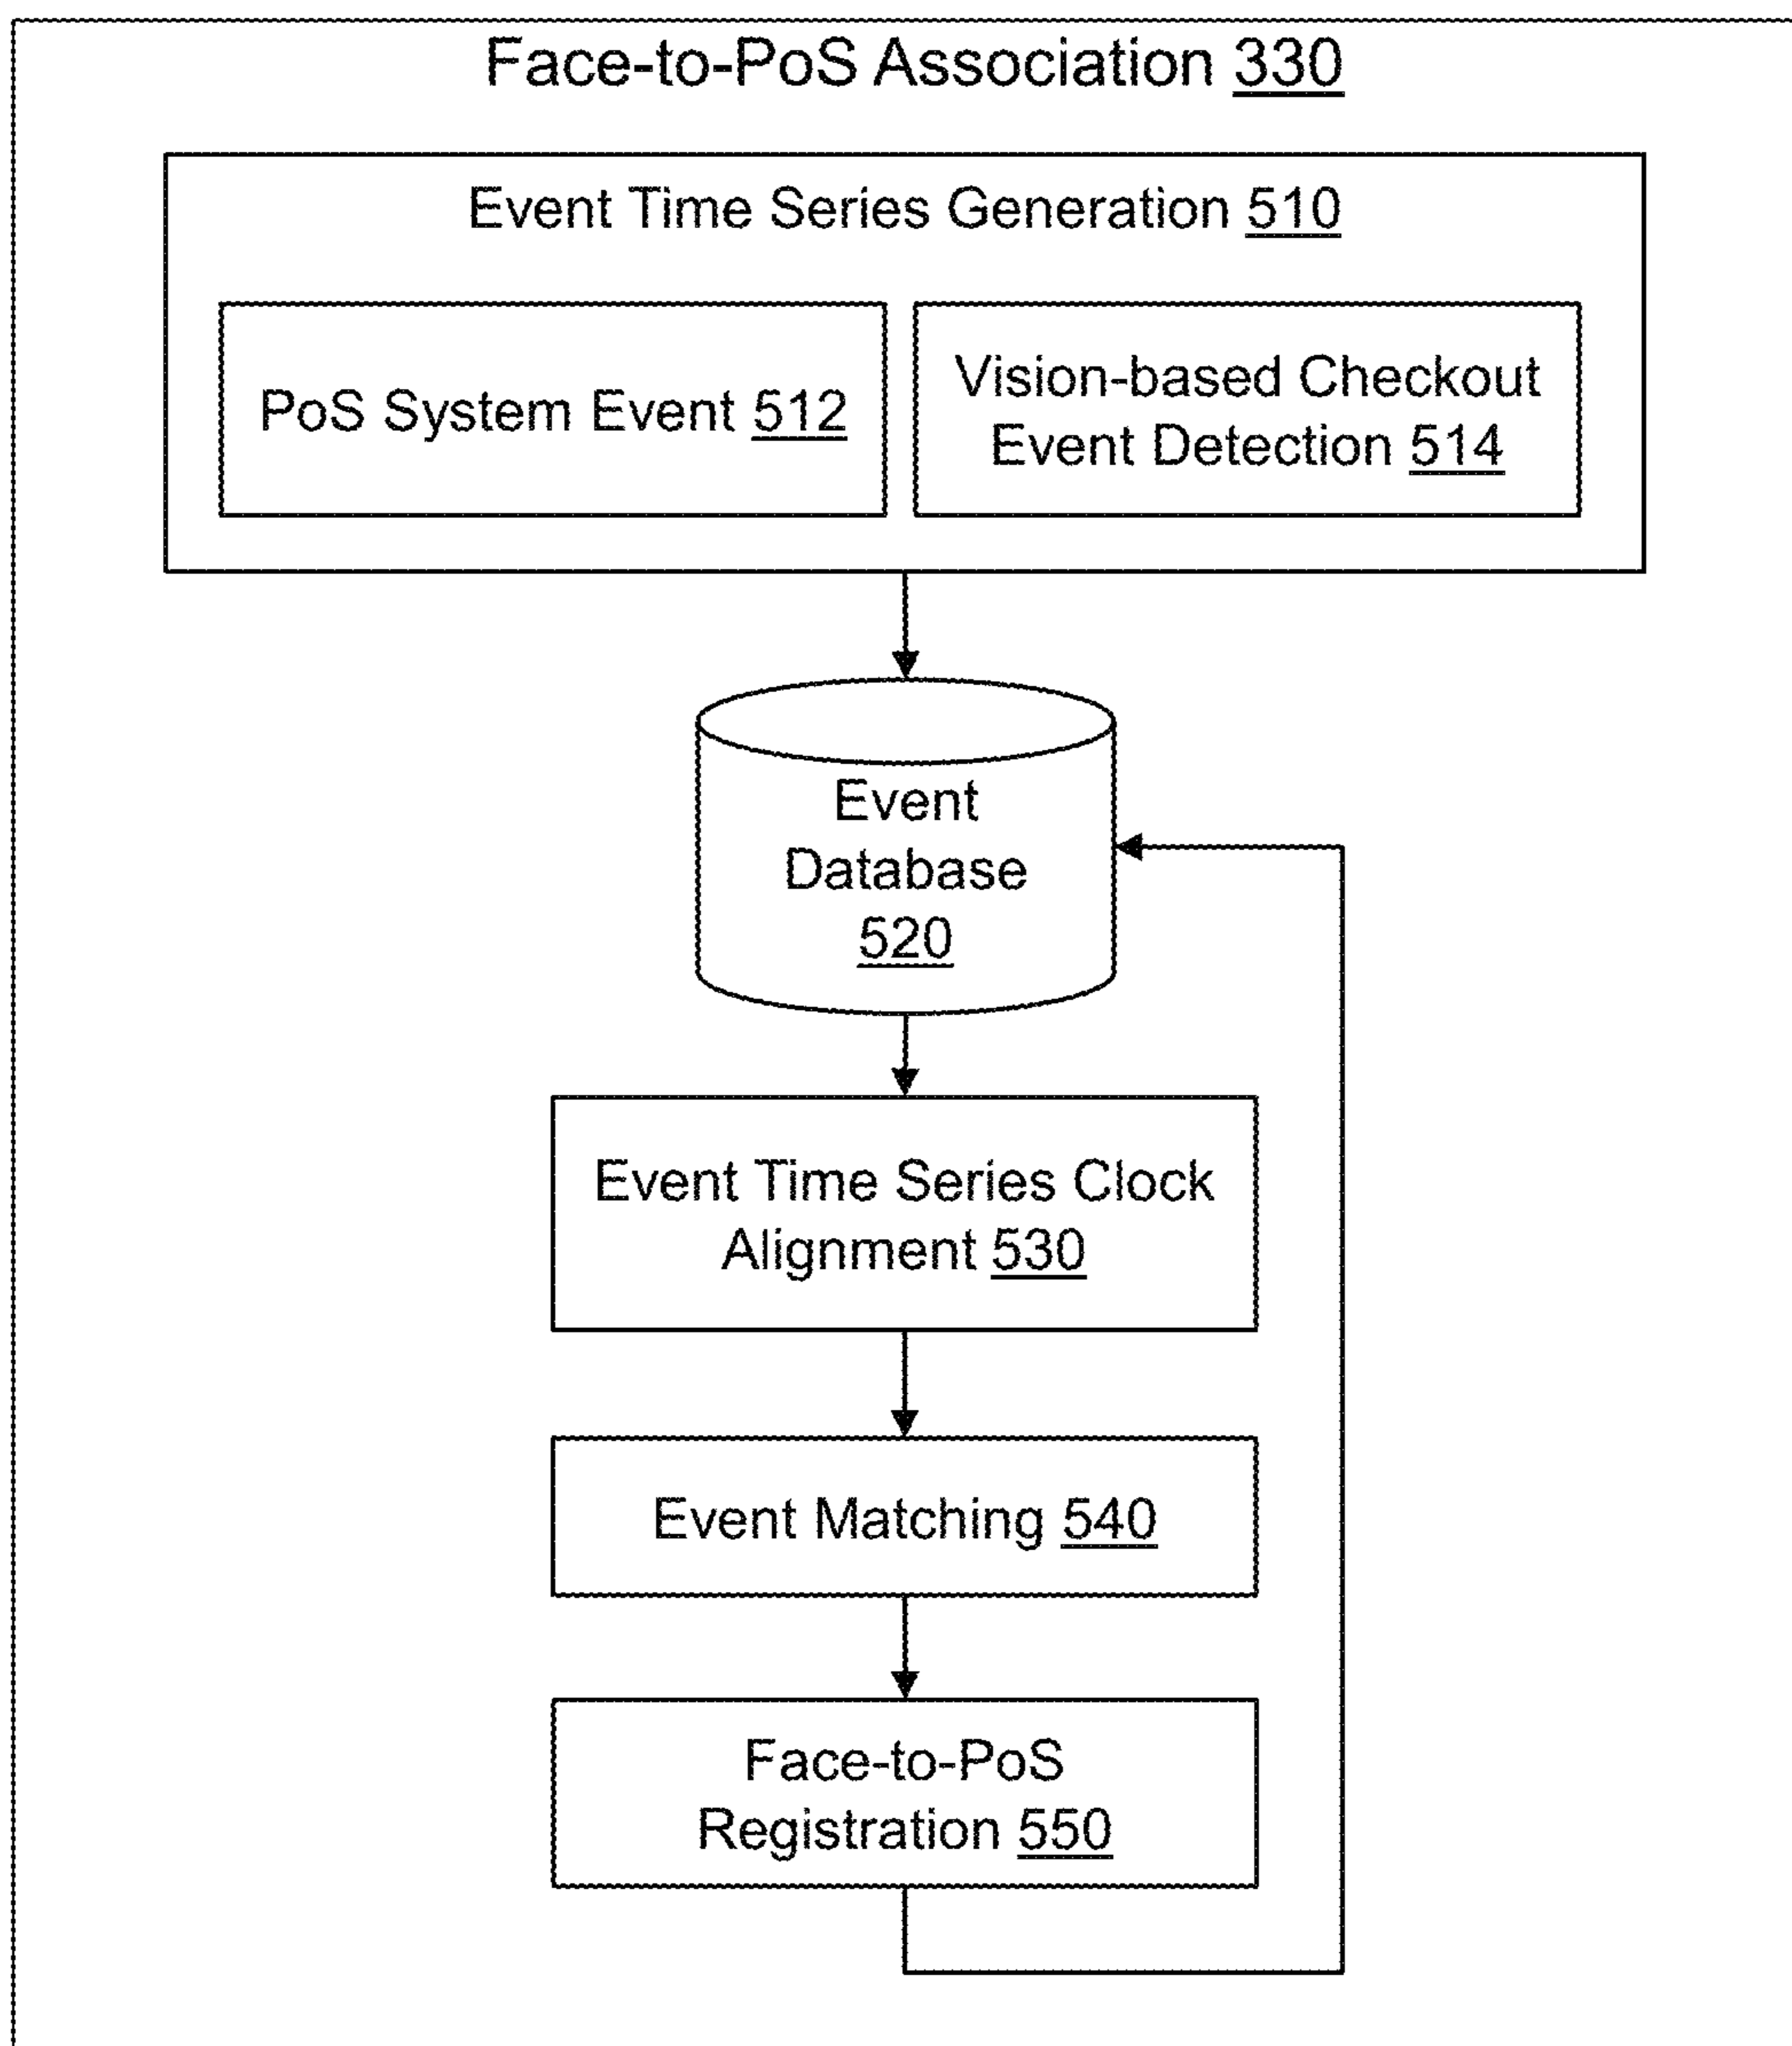 Face-to-PoS Association 330
Event Time Series Generation 510
PoS System Event 512
Vision-based Checkout
Event Detection 514
Event
Database
520
Event Time Series Clock
Alignment 530
Event Matching 540
Face-to-PoS
Registration 550